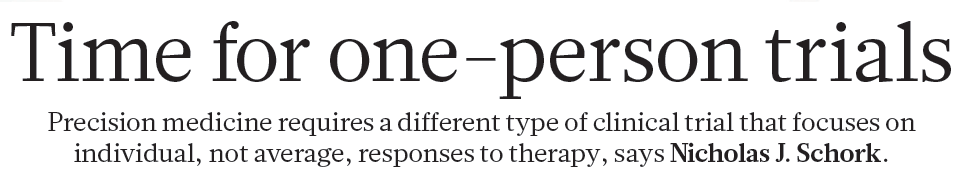 Time for one-person trials
Precision medicine requires a different type of clinical trial that focuses on
individual, not average, responses to therapy, says Nicholas J. Schork.